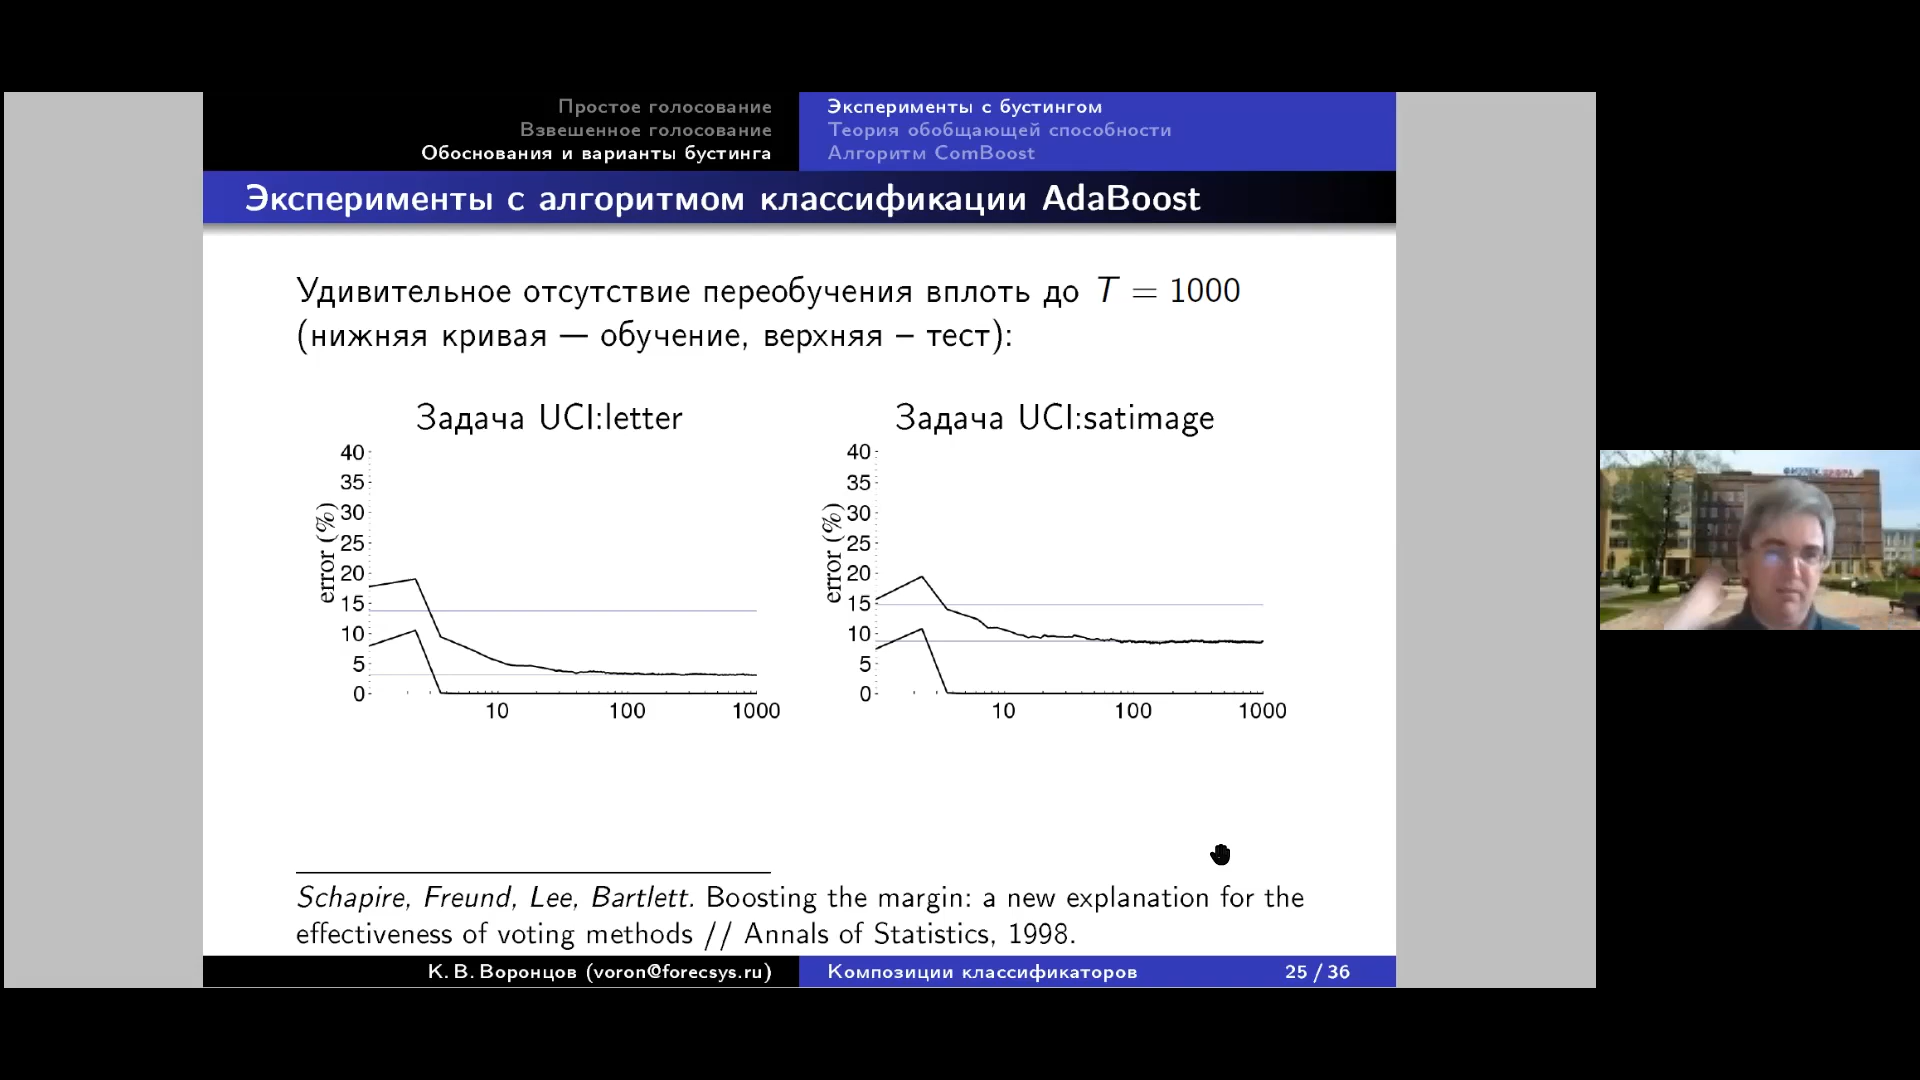 Простое голосование
Взвешенное голосование
Обоснования и варианты бустинга
Эксперименты с бустингом
Теория обобщающей способности
Алгоритм ComBoost
Эксперименты с алгоритмом классификации AdaBoost
Удивительное отсутствие переобучения вплоть до T = 1000
(нижняя кривая — обучение, верхняя – тест):
Задача UCI:letter
40
35
30
25
20
15
10
5
0
error (%)
10 100 1000
Задача UCI:satimage
40
35
30
25
20
15
10
5
0
error (%)
10 100 1000
Schapire, Freund, Lee, Bartlett. Boosting the margin: a new explanation for the
effectiveness of voting methods // Annals of Statistics, 1998.
К. В. Воронцов (voron@forecsys.ru)
Композиции классификаторов
25 / 36
ФИЗТЕХ ЦИФРА